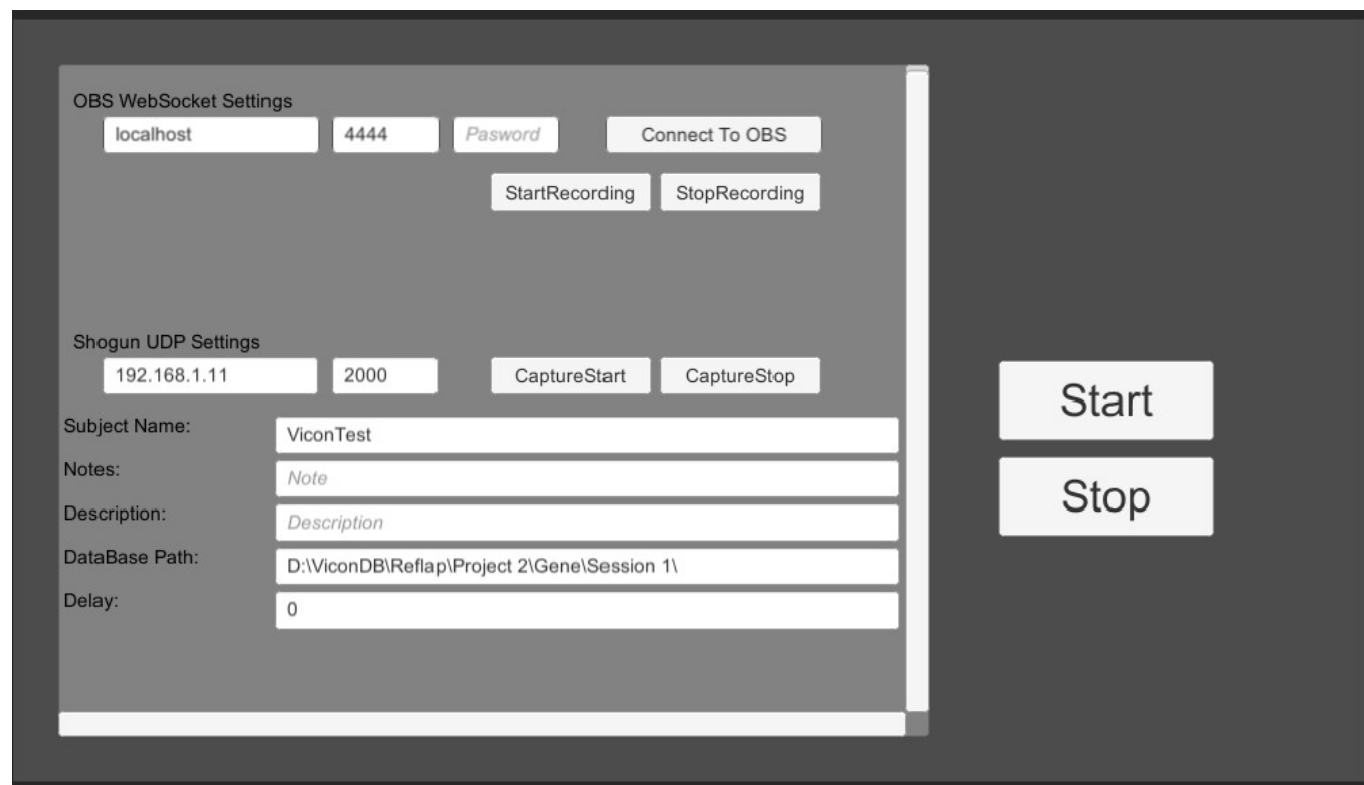 OBS WebSocket Settings
localhost 4444 Pasword Connect To OBS
StartRecording StopRecording
Shogun UDP Settings
192.168.1.11 2000 CaptureStart CaptureStop
Start
Subject Name: ViconTest
Notes: Note
Stop
Description: Description
DataBase Path: D:\ViconDB\Reflap\Project 2\Gene\Session 1\
Delay: 0